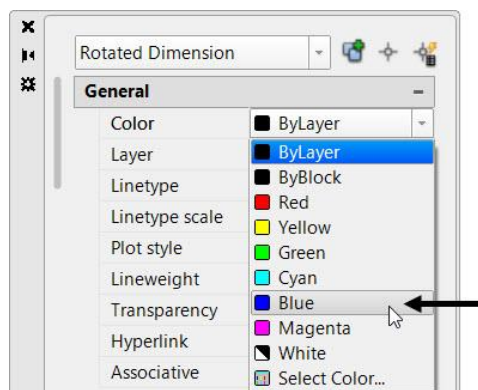 Rotated Dimension
General
Color ByLayer
Layer ByLayer
Linetype ByBlock
Red
Linetype scale Yellow
Plot style Green
Lineweight Cyan
Transparency Blue
Hyperlink Magenta
White
Associative Select Color...